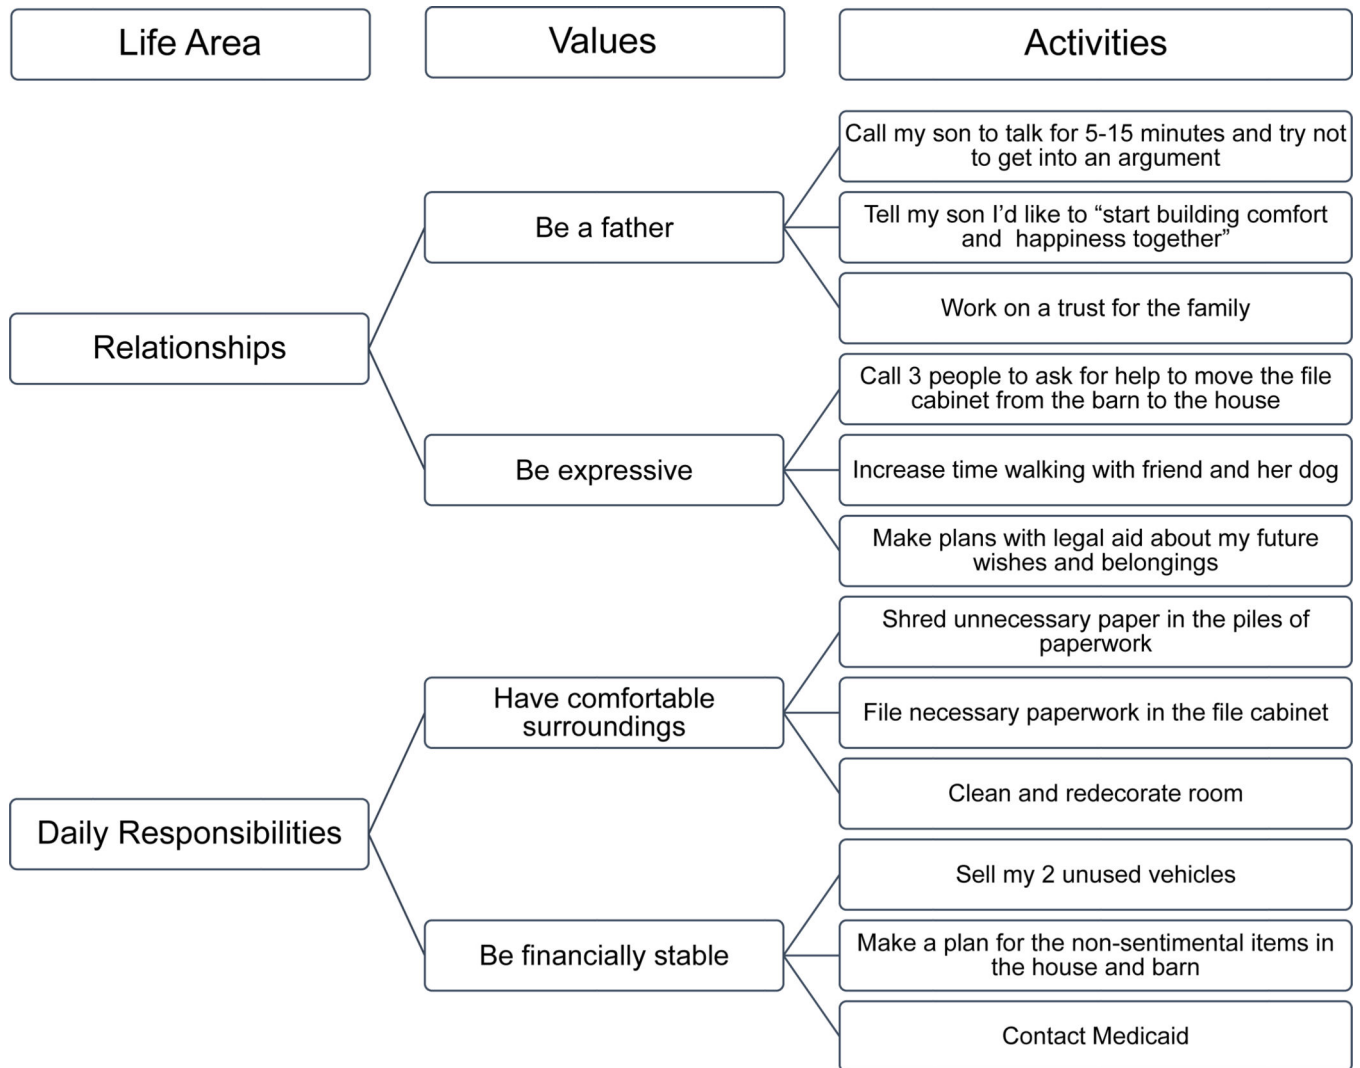 Life Area
Values
Activities
Relationships
Be a father
Call my son to talk for 5-15 minutes and try not
to get into an argument
Tell my son I’d like to “start building comfort
and  happiness together”
Work on a trust for the family
Be expressive
Call 3 people to ask for help to move the file
cabinet from the barn to the house
Increase time walking with friend and her dog
Make plans with legal aid about my future
wishes and belongings
Daily Responsibilities
Have comfortable
surroundings
Shred unnecessary paper in the piles of
paperwork
File necessary paperwork in the file cabinet
Clean and redecorate room
Be financially stable
Sell my 2 unused vehicles
Make a plan for the non-sentimental items in
the house and barn
Contact Medicaid